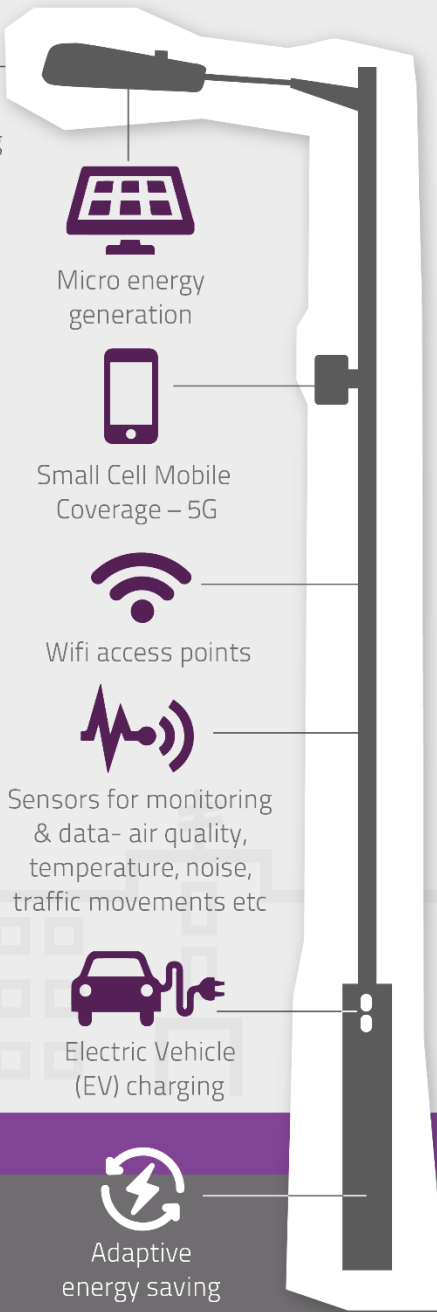 Micro energy
generation
Small Cell Mobile
Coverage – 5G
Wifi access points
Sensors for monitoring
& data- air quality,
temperature, noise,
traffic movements etc
Electric Vehicle
(EV) charging
Adaptive
energy saving